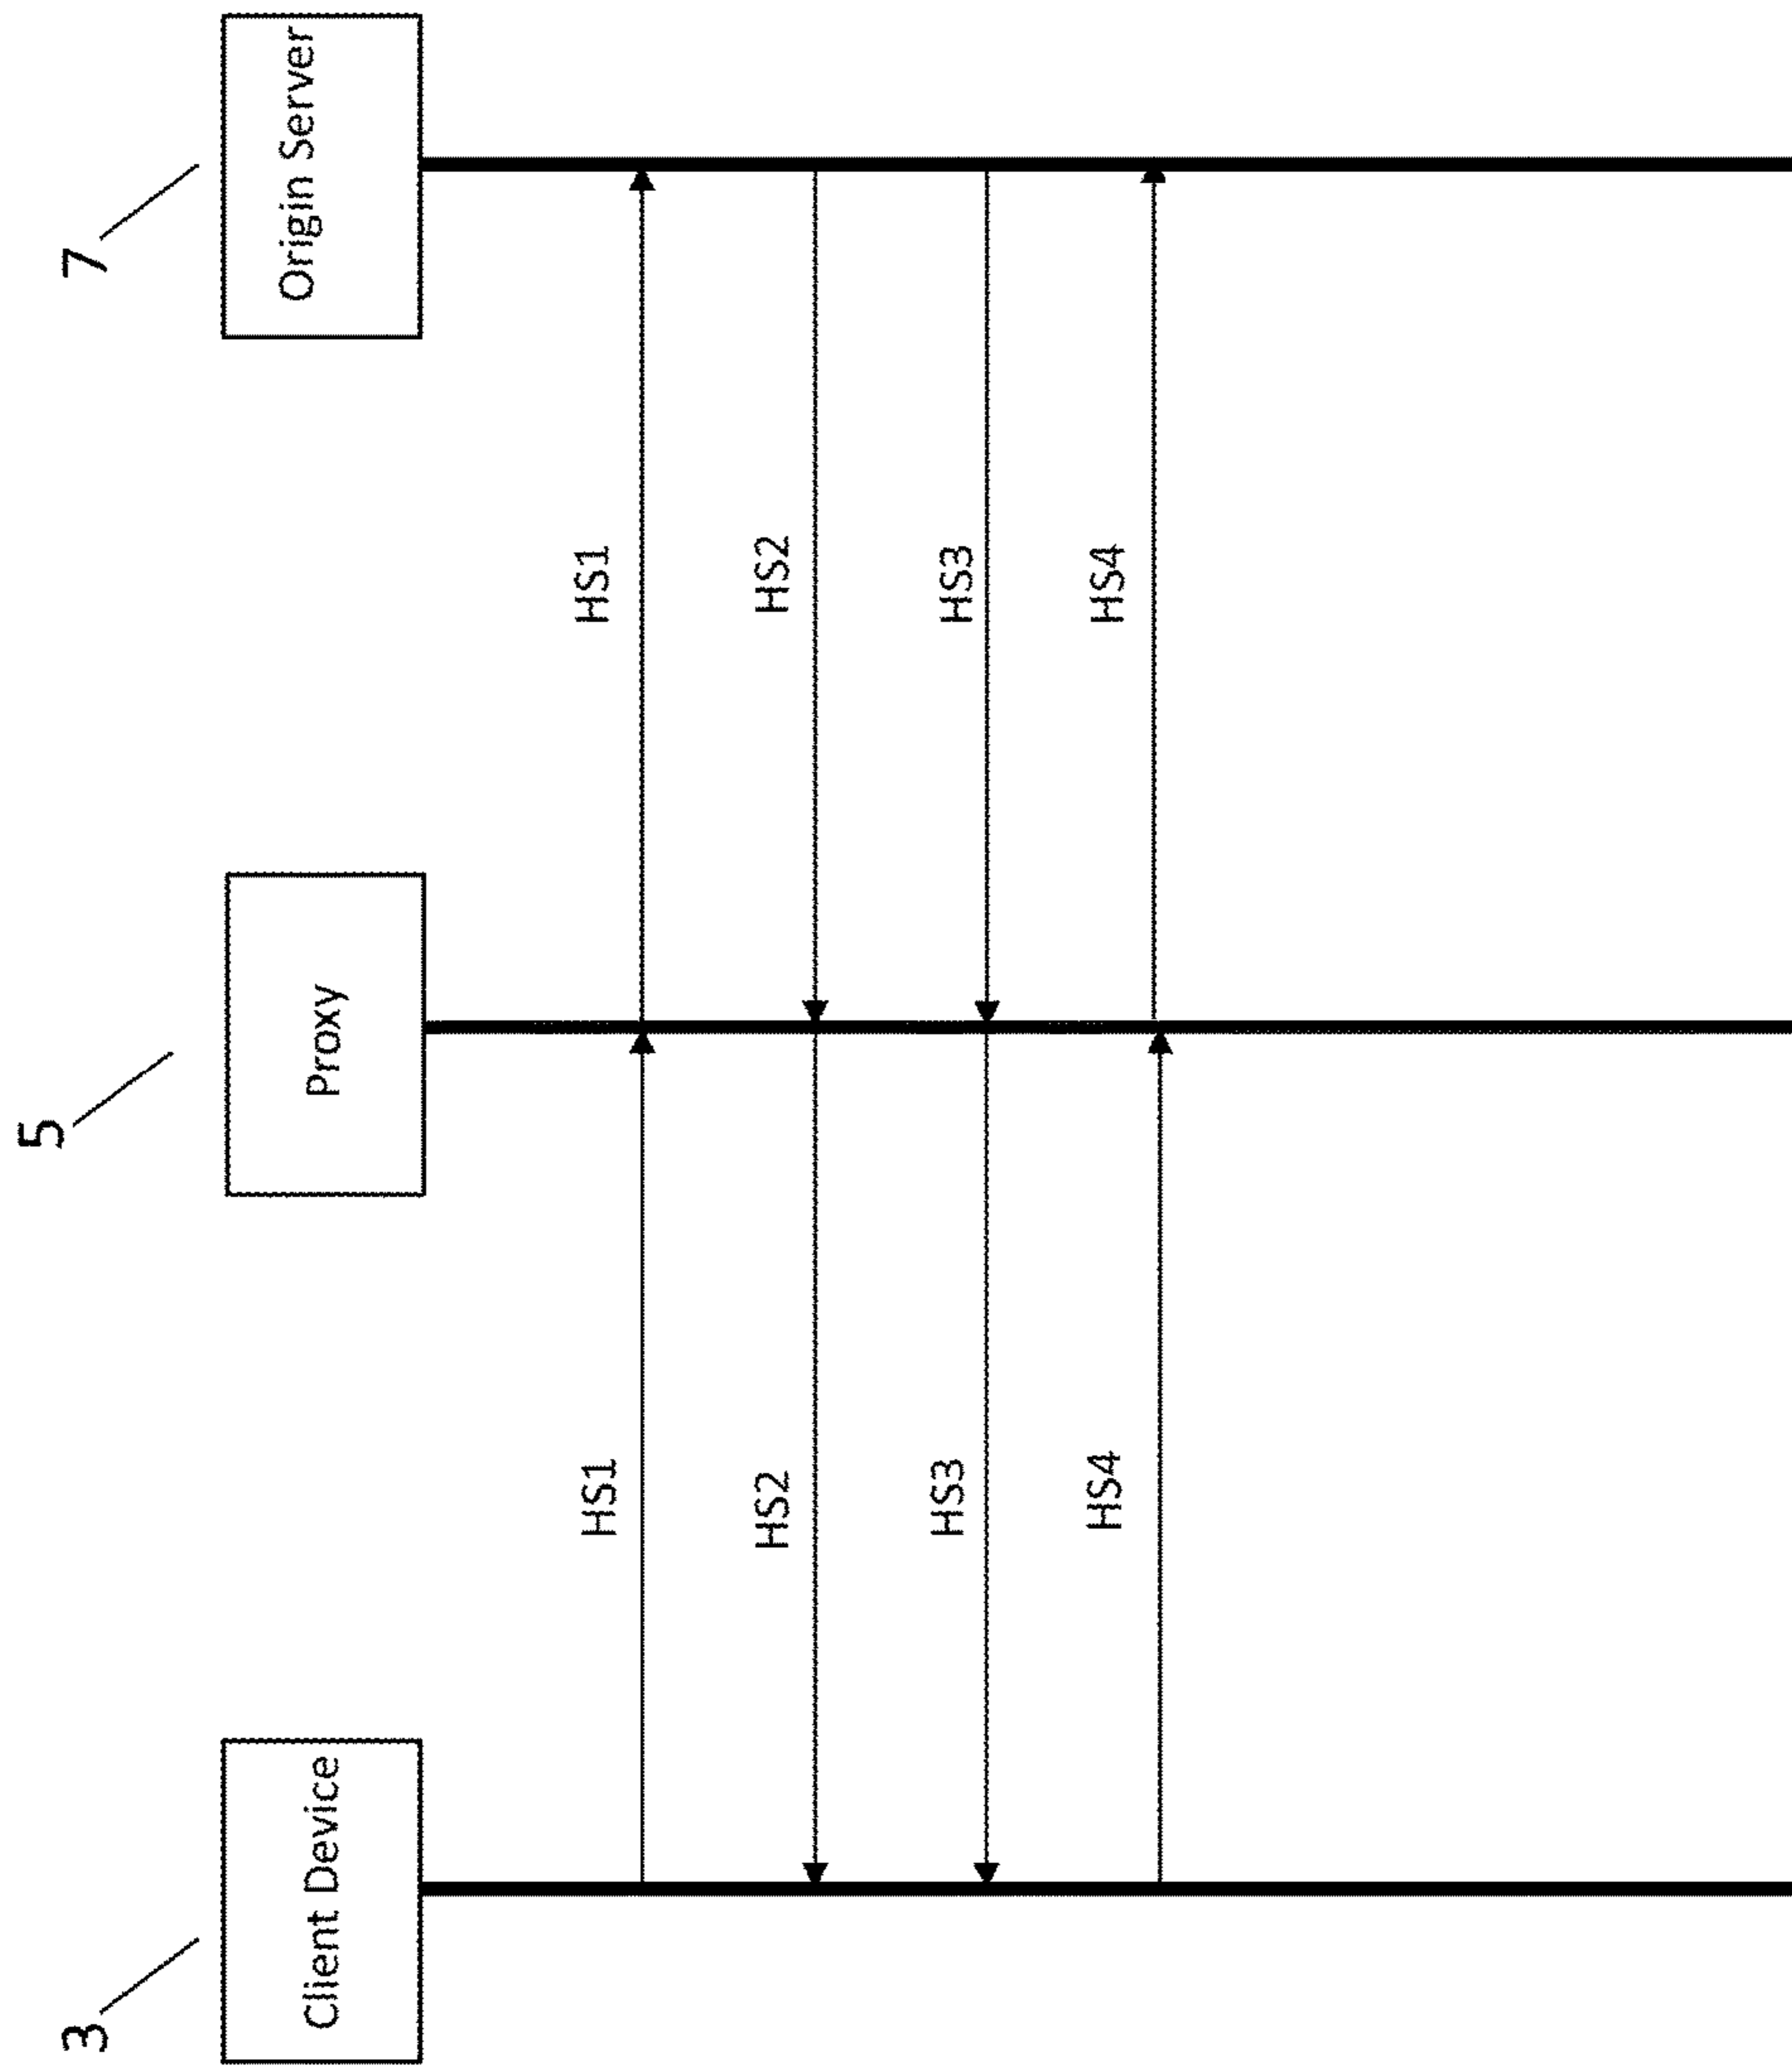 3
5
7
Client Device
Proxy
Origin Server
HS1
HS1
HS2
HS2
HS3
HS3
HS4
HS4